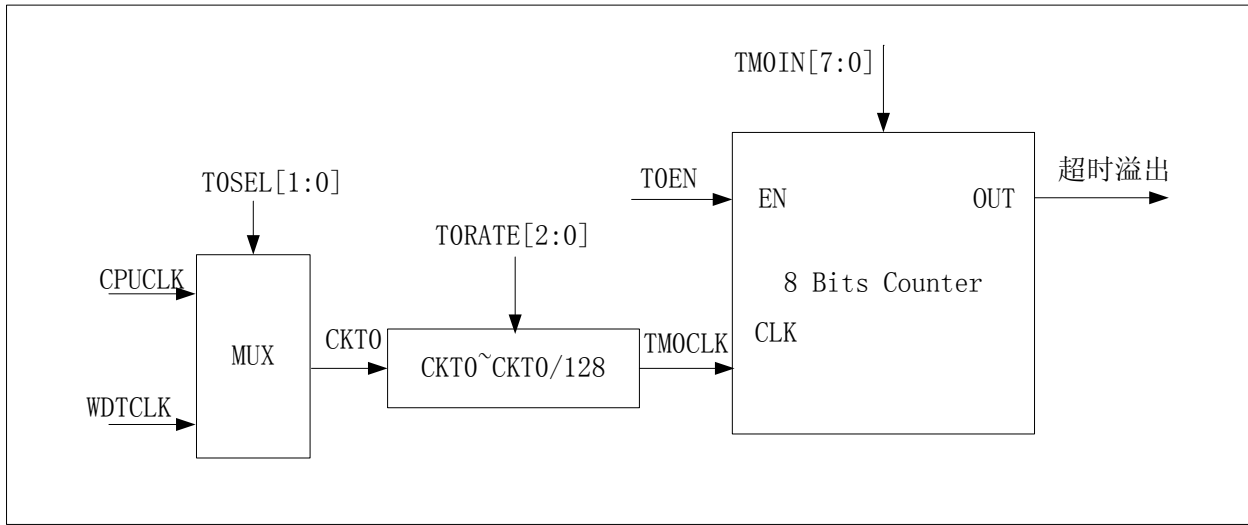 TM0IN[7:0]
T0SEL[1:0]
T0EN
EN
OUT
超时溢出
T0RATE[2:0]
CPUCLK
8 Bits Counter
MUX
CKT0
CKT0~CKT0/128
TM0CLK
CLK
WDTCLK